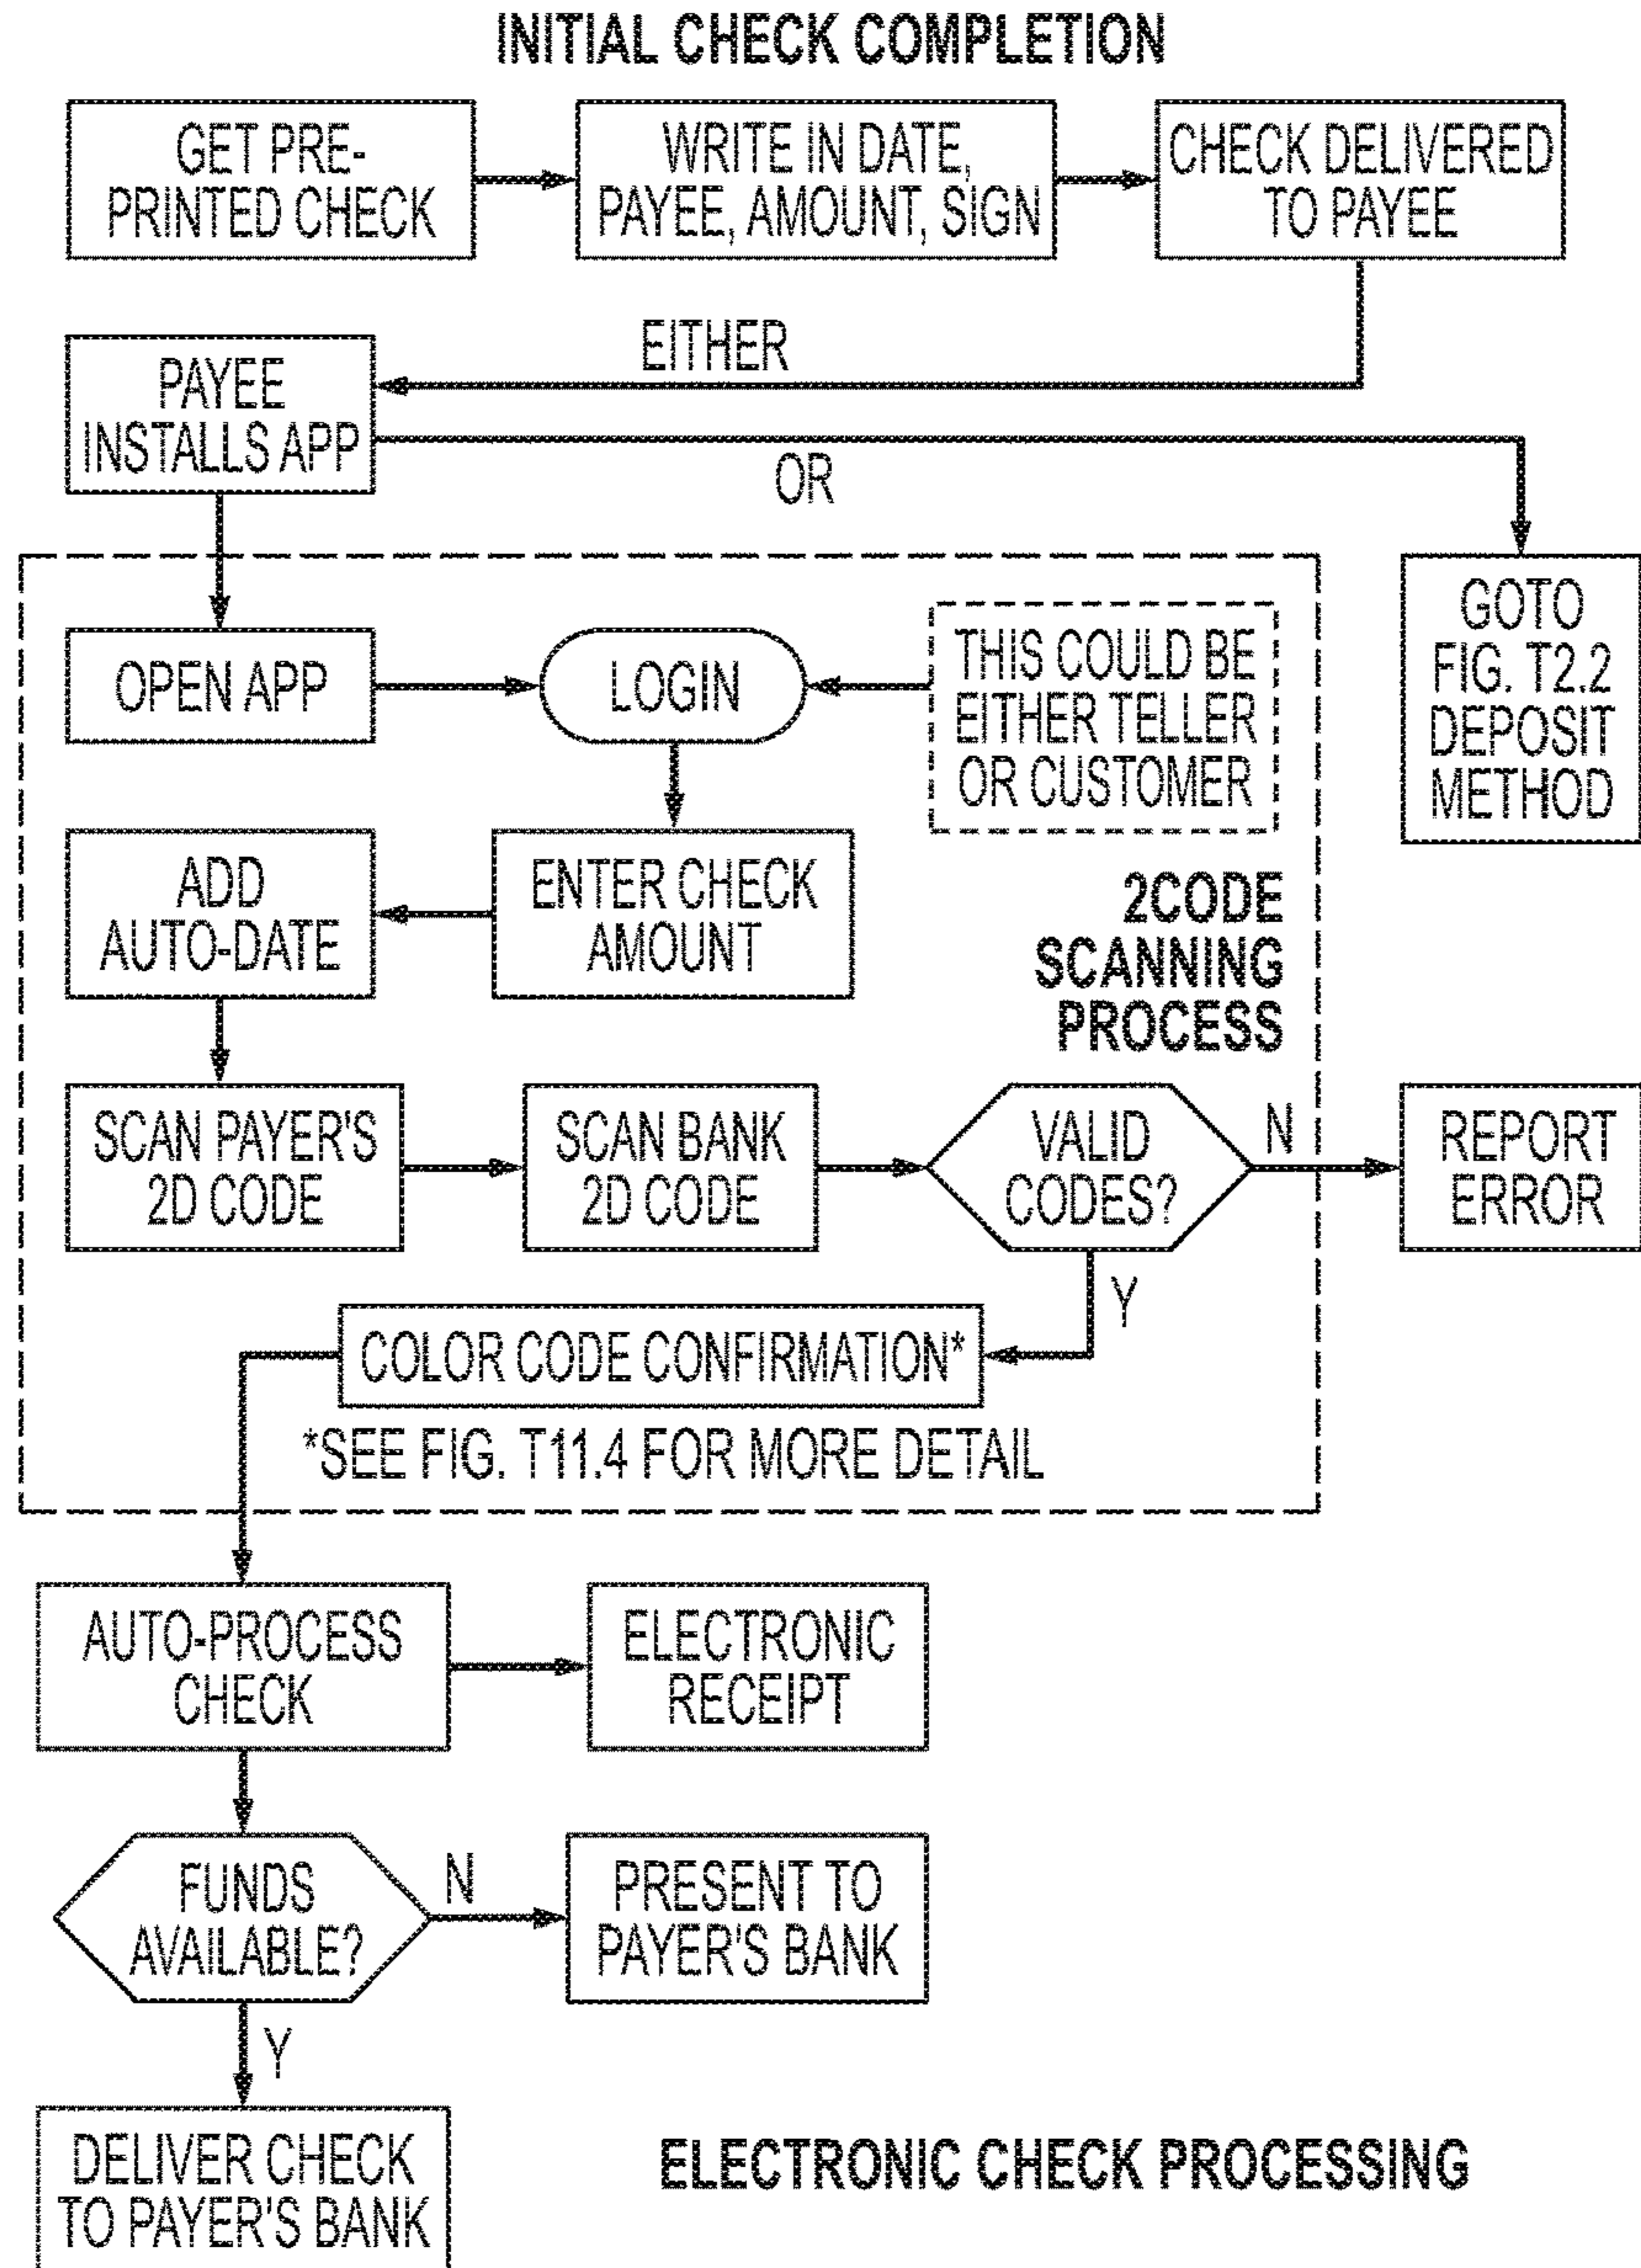 INITIAL CHECK COMPLETION
GET PRE-
PRINTED CHECK
WRITE IN DATE,
PAYEE, AMOUNT, SIGN
CHECK DELIVERED
TO PAYEE
EITHER
PAYEE
INSTALLS APP
OR
GOTO
FIG. T2.2
DEPOSIT
METHOD
OPEN APP
LOGIN
THIS COULD BE
EITHER TELLER
OR CUSTOMER
ADD
AUTO-DATE
ENTER CHECK
AMOUNT
2CODE
SCANNING
PROCESS
SCAN PAYER'S
2D CODE
SCAN BANK
2D CODE
VALID
CODES?
N
REPORT
ERROR
Y
COLOR CODE CONFIRMATION*
*SEE FIG. T11.4 FOR MORE DETAIL
AUTO-PROCESS
CHECK
ELECTRONIC
RECEIPT
FUNDS
AVAILABLE?
N
PRESENT TO
PAYER'S BANK
Y
DELIVER CHECK
TO PAYER'S BANK
ELECTRONIC CHECK PROCESSING